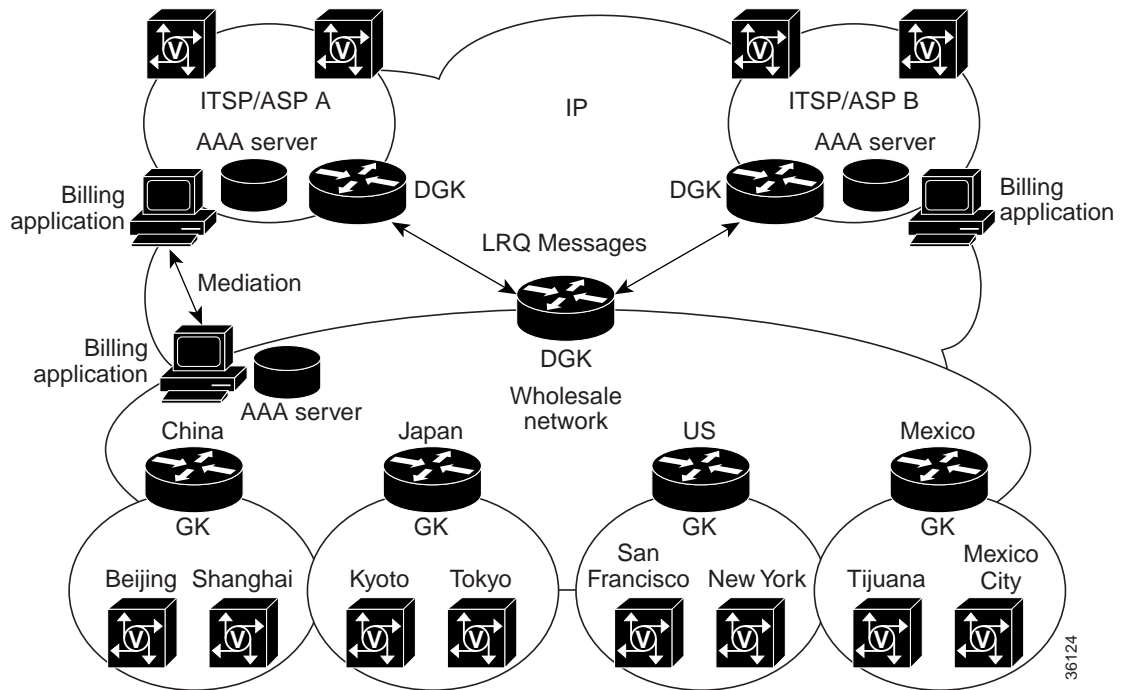 V
V
V
V
ITSP/ASP A
IP
ITSP/ASP B
AAA server
AAA server
Billing
application
DGK
DGK
Billing
application
LRQ Messages
Mediation
Billing
application
DGK
AAA server
Wholesale
network
China
Japan
US
Mexico
GK
GK
GK
GK
Beijing
Shanghai
Kyoto
Tokyo
San
Francisco
New York
Tijuana
Mexico
City
V
V
V
V
V
V
V
V
36124